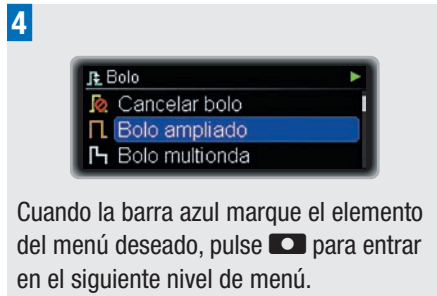 4
Bolo
Cancelar bolo
Bolo ampliado
Bolo multionda
Cuando la barra azul marque el elemento
del menú deseado, pulse para entrar
en el siguiente nivel de menú.